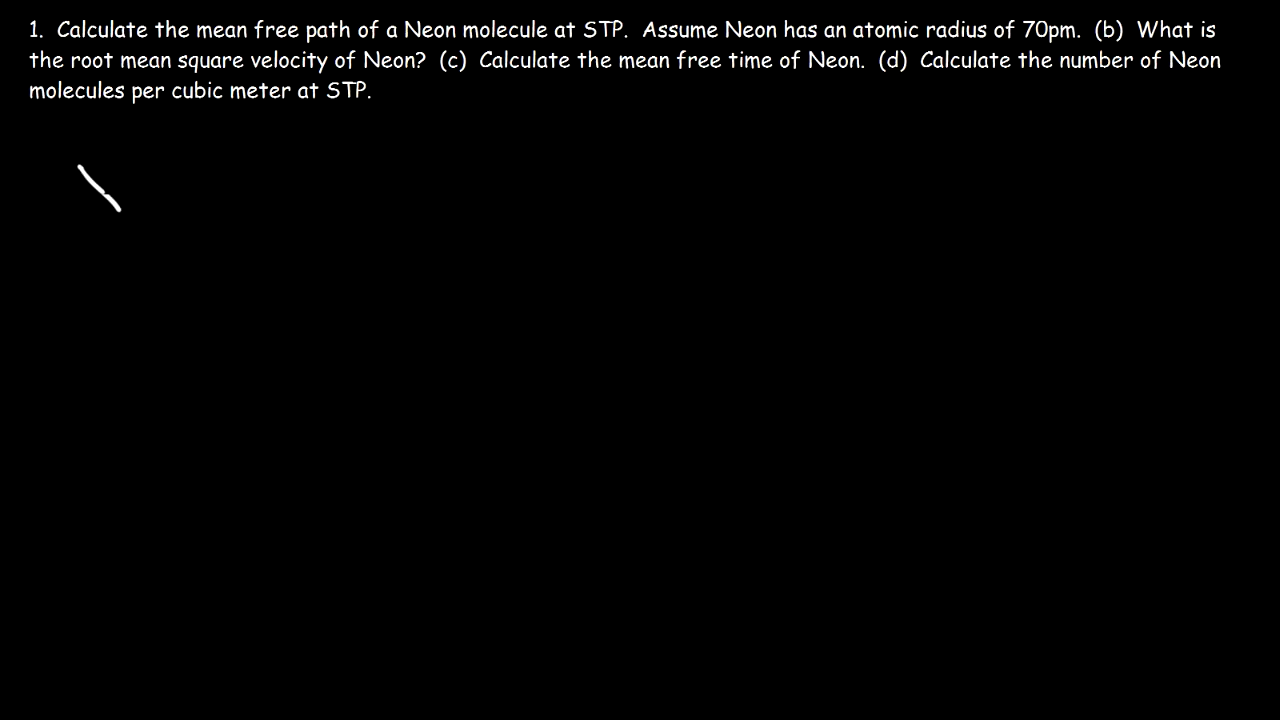 1.  Calculate the mean free path of a Neon molecule at STP.  Assume Neon has an atomic radius of 70pm.  (b)  What is
the root mean square velocity of Neon?  (c)  Calculate the mean free time of Neon.  (d)  Calculate the number of Neon
molecules per cubic meter at STP.